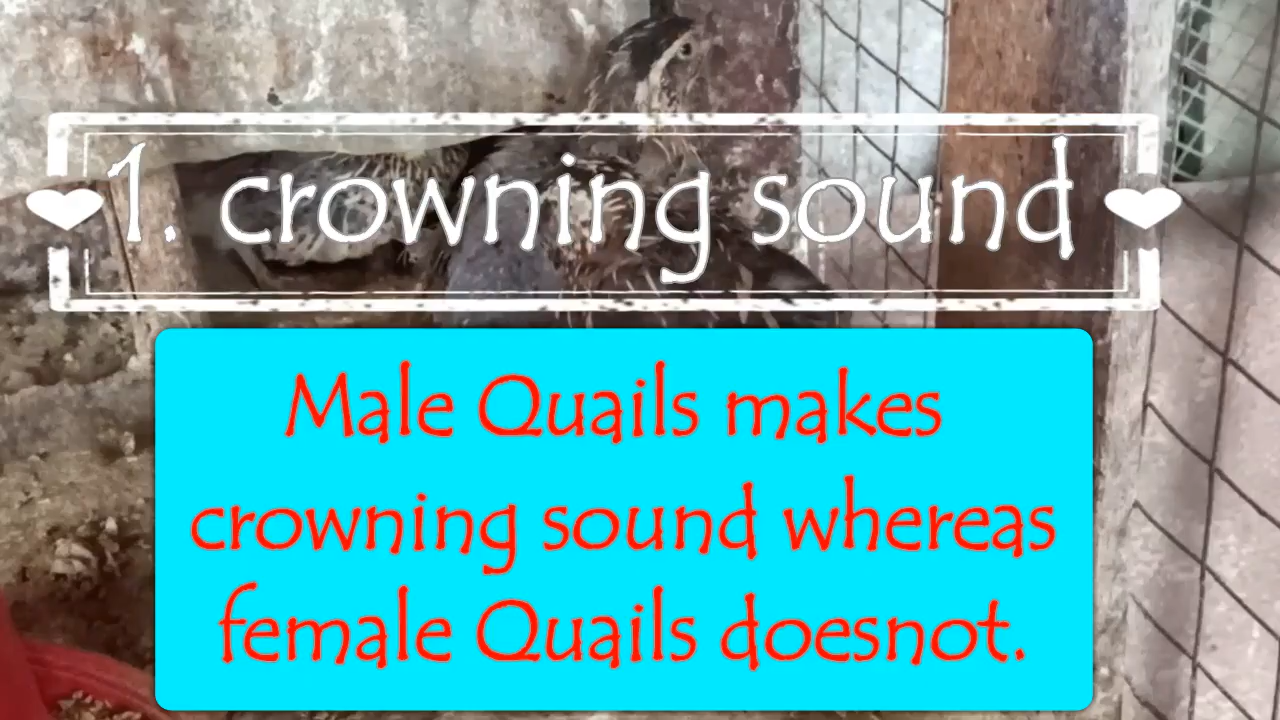 1. crowning sound
Male Quails makes
crowning sound whereas
female Quails doesnot.